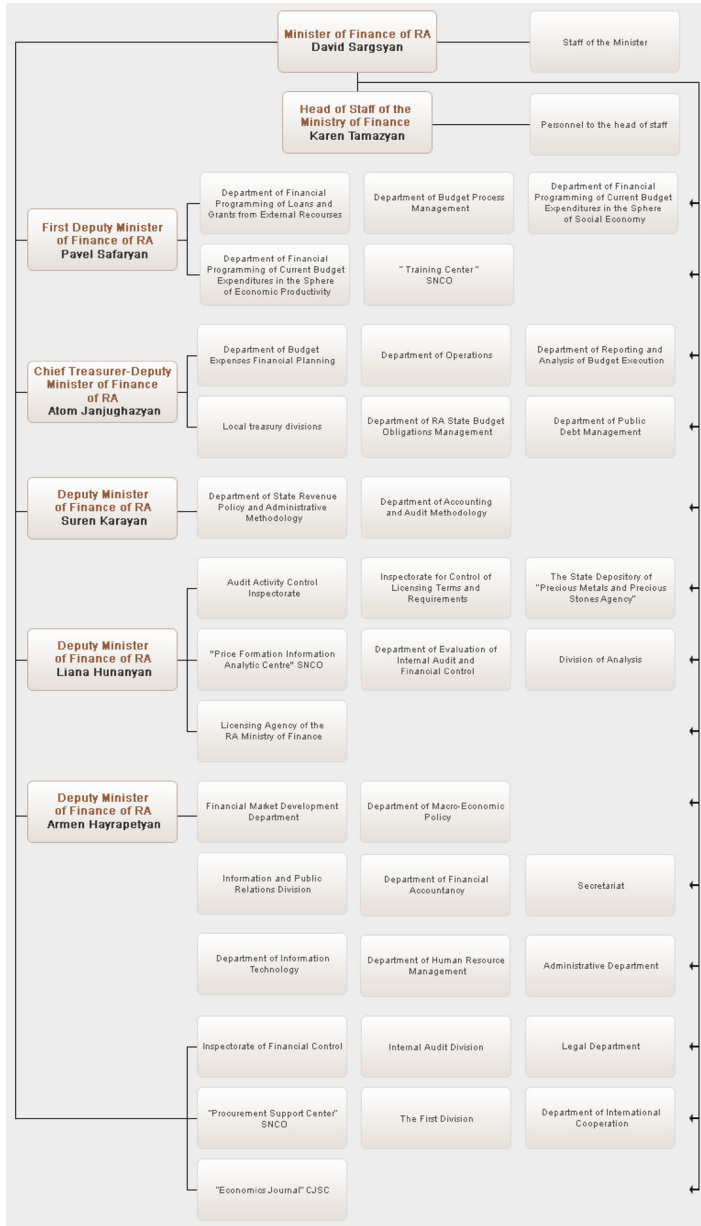 Minister of Finance of RA
David Sargsyan
Staff of the Minister
Head of Staff of the
Ministry of Finance
Karen Tamazyan
Personnel to the head of staff
First Deputy Minister
of Finance of RA
Pavel Safaryan
Department of Financial
Programming of Loans and
Grants from External Recourses
Department of Budget Process
Management
Department of Financial
Programming of Current Budget
Expenditures in the Sphere
of Social Economy
Department of Financial
Programming of Current Budget
Expenditures in the Sphere
of Economic Productivity
" Training Center "
SNCO
Chief Treasurer-Deputy
Minister of Finance
of RA
Atom Janjughazyan
Department of Budget
Expenses Financial Planning
Department of Operations
Department of Reporting and
Analysis of Budget Execution
Local treasury divisions
Department of RA State Budget
Obligations Management
Department of Public
Debt Management
Deputy Minister
of Finance of RA
Suren Karayan
Department of State Revenue
Policy and Administrative
Methodology
Department of Accounting
and Audit Methodology
Deputy Minister
of Finance of RA
Liana Hunanyan
Audit Activity Control
Inspectorate
Inspectorate for Control of
Licensing Terms and
Requirements
The State Depository of
"Precious Metals and Precious
Stones Agency"
"Price Formation Information
Analytic Centre" SNCO
Department of Evaluation of
Internal Audit and
Financial Control
Division of Analysis
Licensing Agency of the
RA Ministry of Finance
Deputy Minister
of Finance of RA
Armen Hayrapetyan
Financial Market Development
Department
Department of Macro-Economic
Policy
Information and Public
Relations Division
Department of Financial
Accountancy
Secretariat
Department of Information
Technology
Department of Human Resource
Management
Administrative Department
Inspectorate of Financial Control
Internal Audit Division
Legal Department
"Procurement Support Center"
SNCO
The First Division
Department of International
Cooperation
"Economics Journal" CJSC